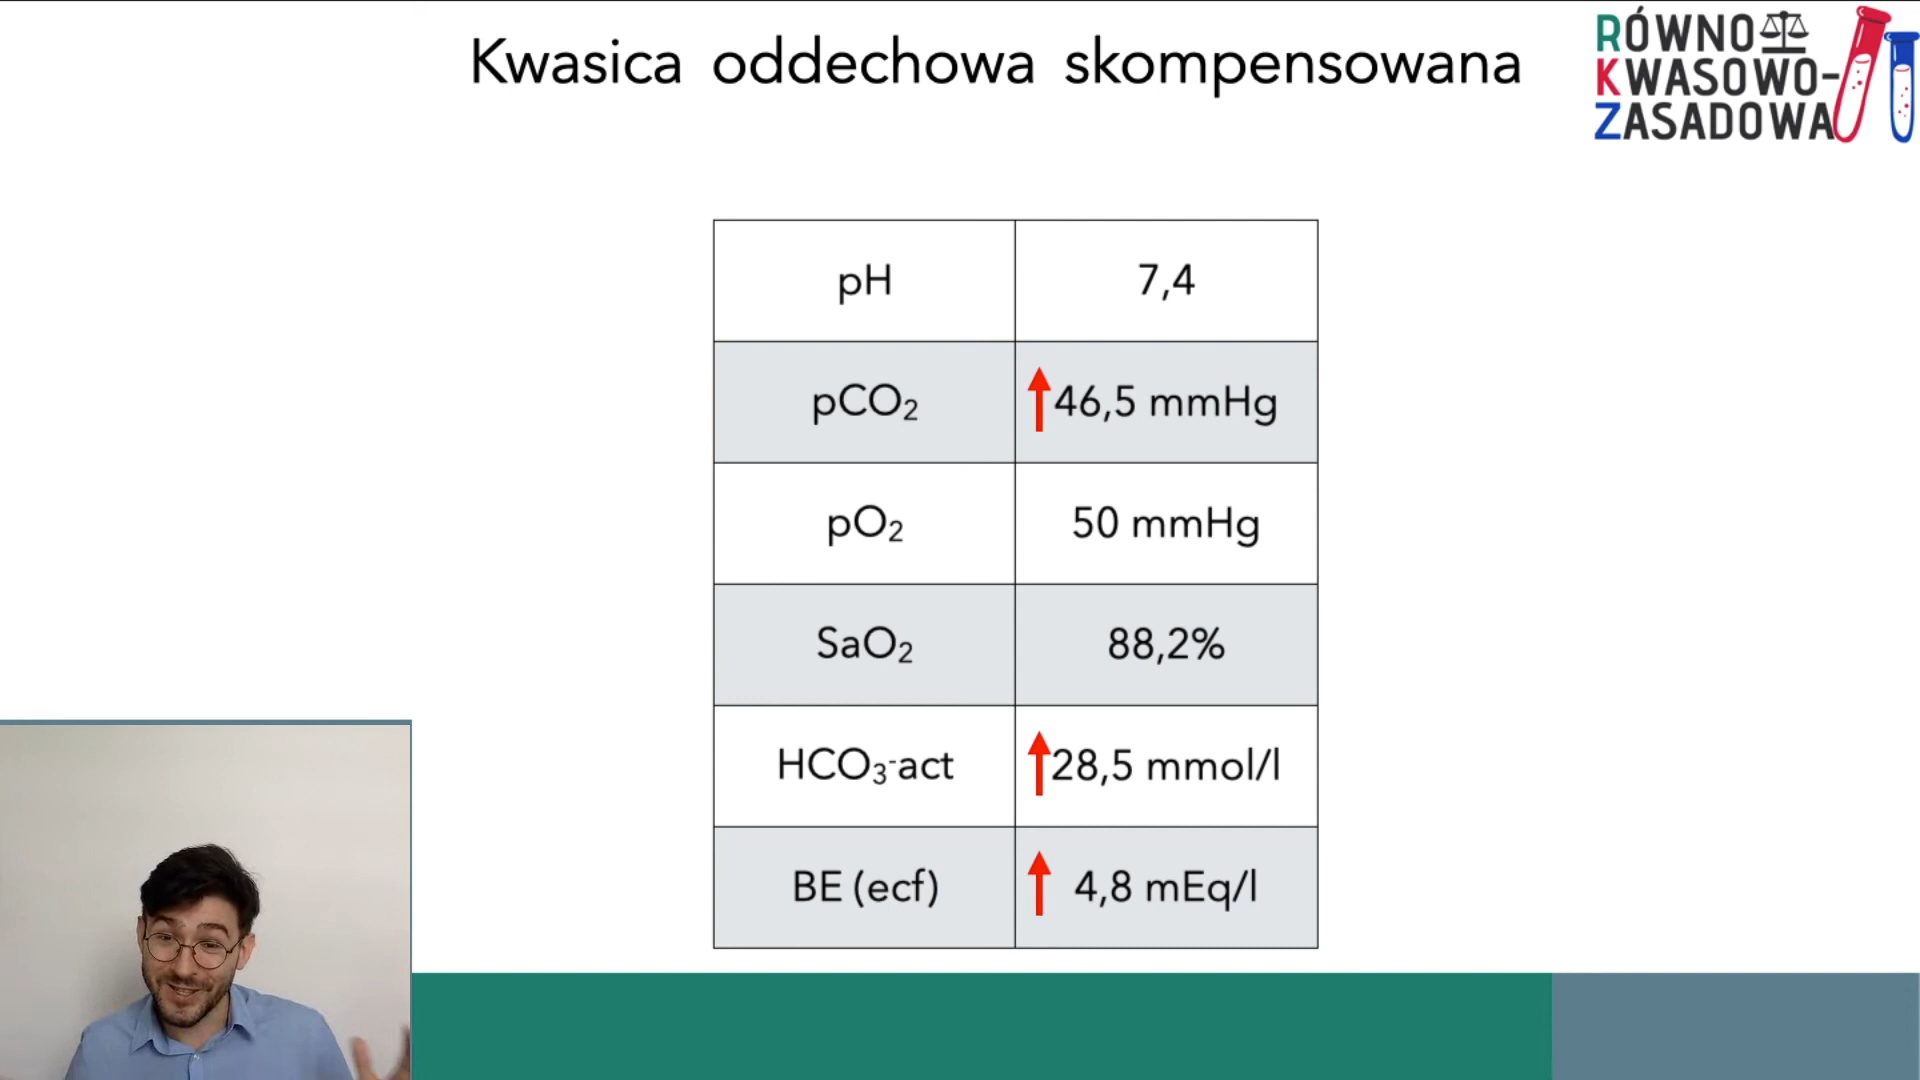 Kwasica oddechowa skompensowana
RÓWNO
KWASOWO-
ZASADOWA
pH 7,4
pCO₂ 46,5 mmHg
pO₂ 50 mmHg
SaO₂ 88,2%
HCO₃⁻act 28,5 mmol/l
BE (ecf) 4,8 mEq/l